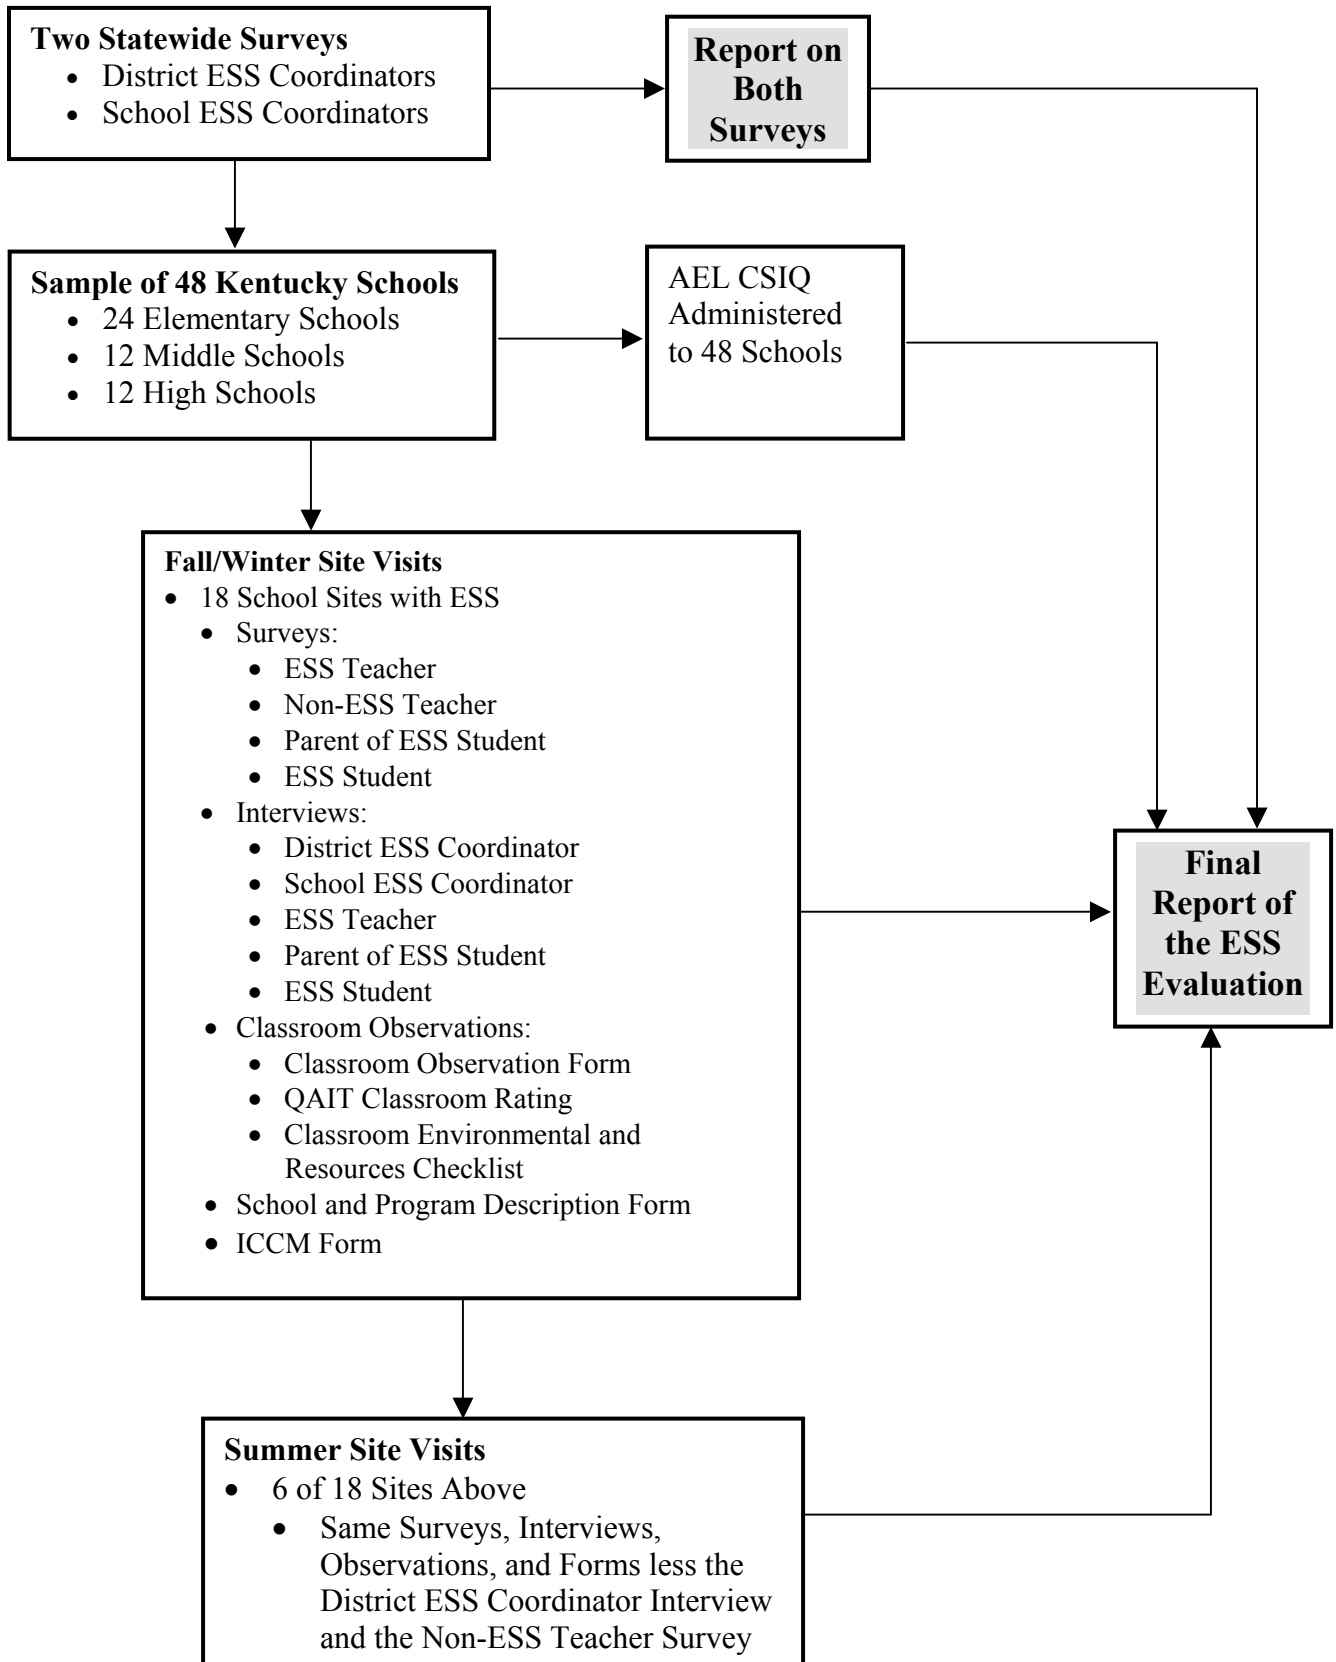 Two Statewide Surveys
• District ESS Coordinators
• School ESS Coordinators
Report on
Both
Surveys
Sample of 48 Kentucky Schools
• 24 Elementary Schools
• 12 Middle Schools
• 12 High Schools
AEL CSIQ
Administered
to 48 Schools
Fall/Winter Site Visits
• 18 School Sites with ESS
• Surveys:
• ESS Teacher
• Non-ESS Teacher
• Parent of ESS Student
• ESS Student
• Interviews:
• District ESS Coordinator
• School ESS Coordinator
• ESS Teacher
• Parent of ESS Student
• ESS Student
• Classroom Observations:
• Classroom Observation Form
• QAIT Classroom Rating
• Classroom Environmental and
Resources Checklist
• School and Program Description Form
• ICCM Form
Final
Report of
the ESS
Evaluation
Summer Site Visits
• 6 of 18 Sites Above
• Same Surveys, Interviews,
Observations, and Forms less the
District ESS Coordinator Interview
and the Non-ESS Teacher Survey